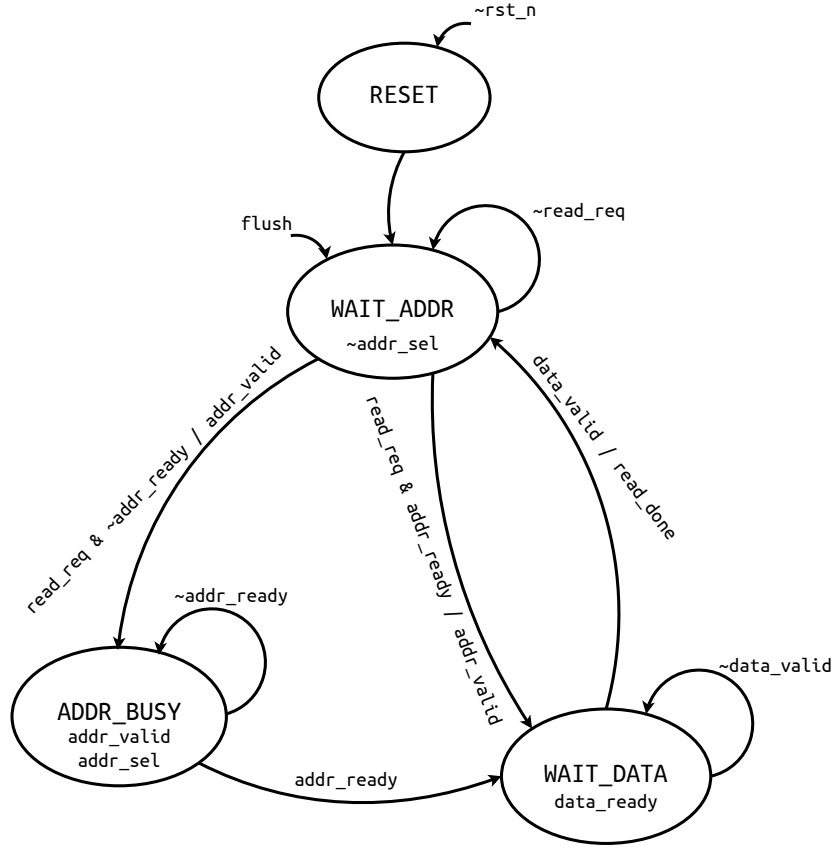 ~rst_n
RESET
flush
~read_req
WAIT_ADDR
~addr_sel
read_req & ~addr_ready / addr_valid
read_req & addr_ready / addr_valid
data_valid / read_done
~addr_ready
ADDR_BUSY
addr_valid
addr_sel
addr_ready
~data_valid
WAIT_DATA
data_ready